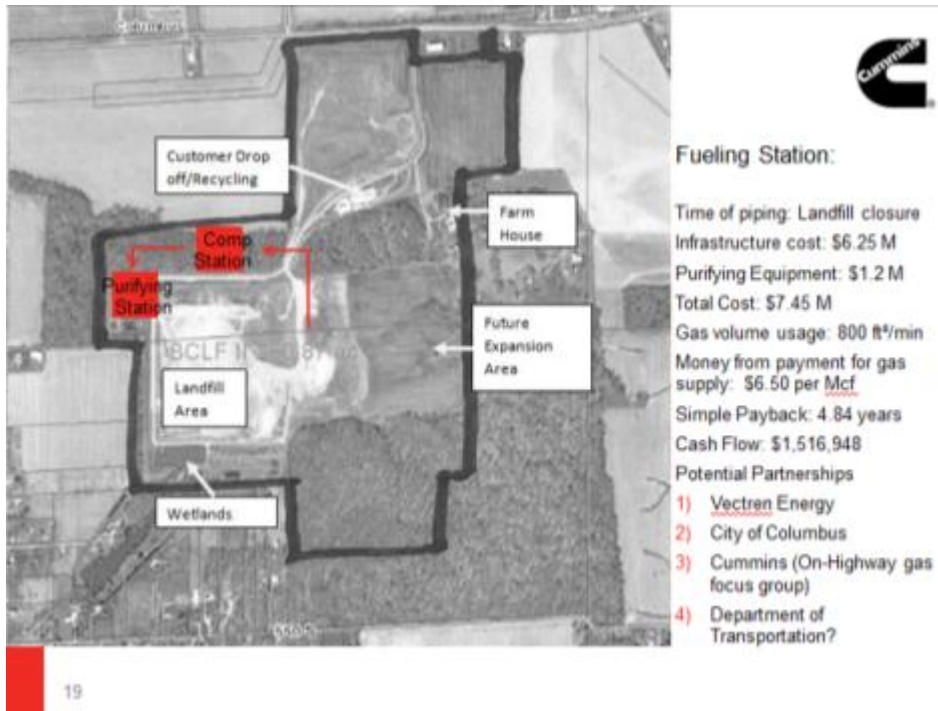 Cummins
Customer Drop
off/Recycling
Farm
House
Comp
Station
Purifying
Station
Future
Expansion
Area
Landfill
Area
Wetlands
Fueling Station:
Time of piping: Landfill closure
Infrastructure cost: $6.25 M
Purifying Equipment: $1.2 M
Total Cost: $7.45 M
Gas volume usage: 800 ft³/min
Money from payment for gas
supply: $6.50 per Mcf
Simple Payback: 4.84 years
Cash Flow: $1,516,948
Potential Partnerships
1) Vectren Energy
2) City of Columbus
3) Cummins (On-Highway gas
focus group)
4) Department of
Transportation?
19